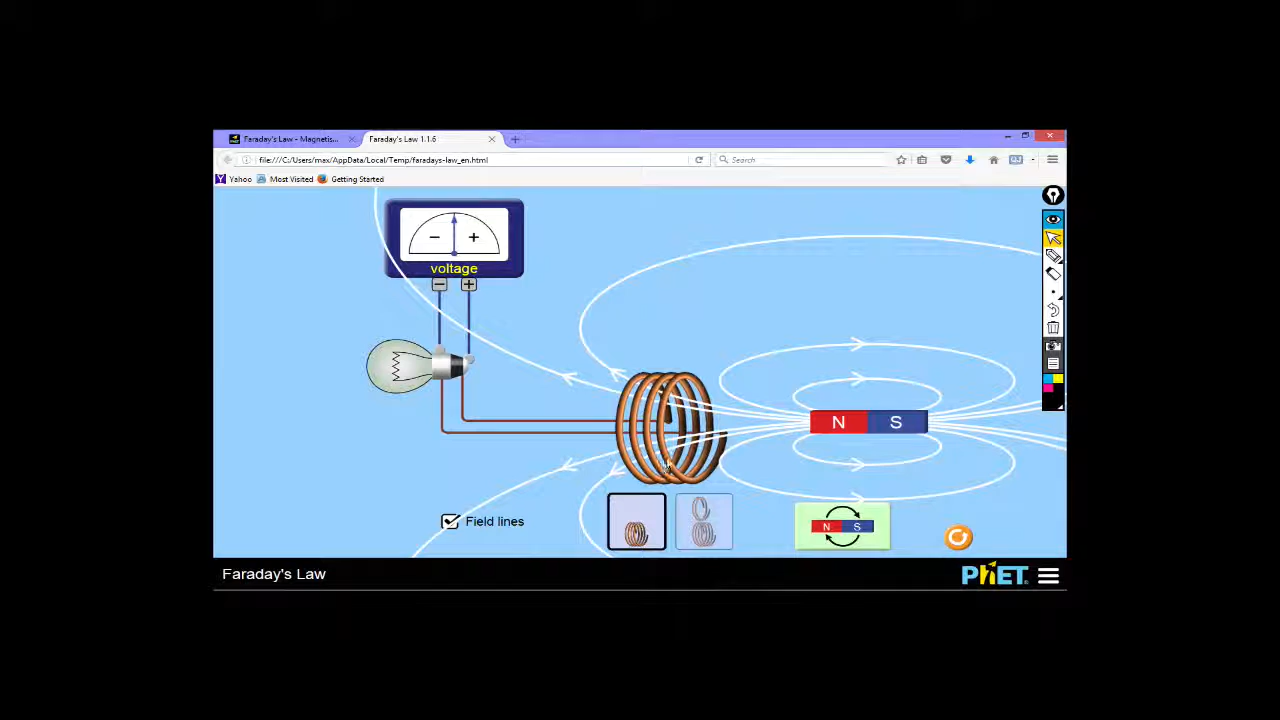 Faraday's Law - Magnetis...
Faraday's Law 1.1.6
file:///C:/Users/max/AppData/Local/Temp/faradays-law_en.html
Search
Yahoo
Most Visited
Getting Started
− +
voltage
− +
N S
Field lines
N S
Faraday's Law
PhET